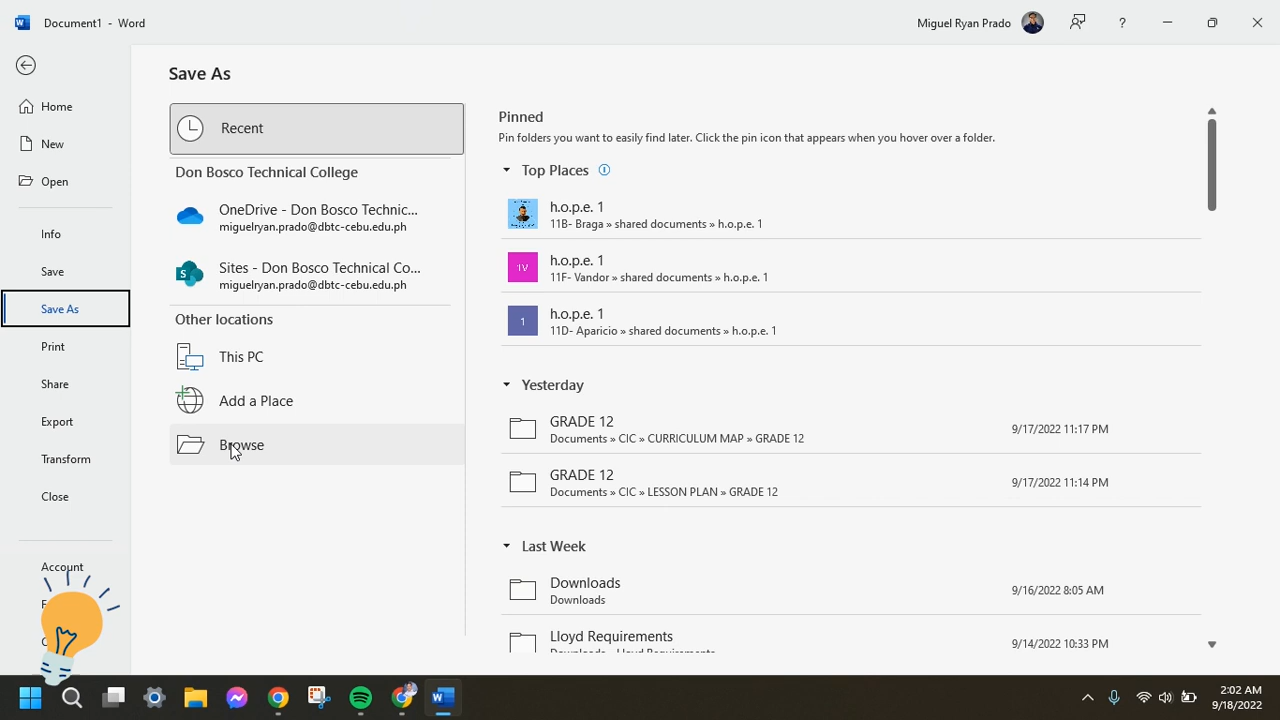 Document1 - Word
Miguel Ryan Prado
?
Save As
Home
New
Open
Info
Save
Save As
Print
Share
Export
Transform
Close
Account
Recent
Don Bosco Technical College
OneDrive - Don Bosco Technic...
miguelryan.prado@dbtc-cebu.edu.ph
Sites - Don Bosco Technical Co...
miguelryan.prado@dbtc-cebu.edu.ph
Other locations
This PC
Add a Place
Browse
Pinned
Pin folders you want to easily find later. Click the pin icon that appears when you hover over a folder.
Top Places
h.o.p.e. 1
11B- Braga » shared documents » h.o.p.e. 1
1V
h.o.p.e. 1
11F- Vandor » shared documents » h.o.p.e. 1
1
h.o.p.e. 1
11D- Aparicio » shared documents » h.o.p.e. 1
Yesterday
GRADE 12
Documents » CIC » CURRICULUM MAP » GRADE 12
9/17/2022 11:17 PM
GRADE 12
Documents » CIC » LESSON PLAN » GRADE 12
9/17/2022 11:14 PM
Last Week
Downloads
Downloads
9/16/2022 8:05 AM
Lloyd Requirements
Documents » Lloyd Requirements
9/14/2022 10:33 PM
2:02 AM
9/18/2022